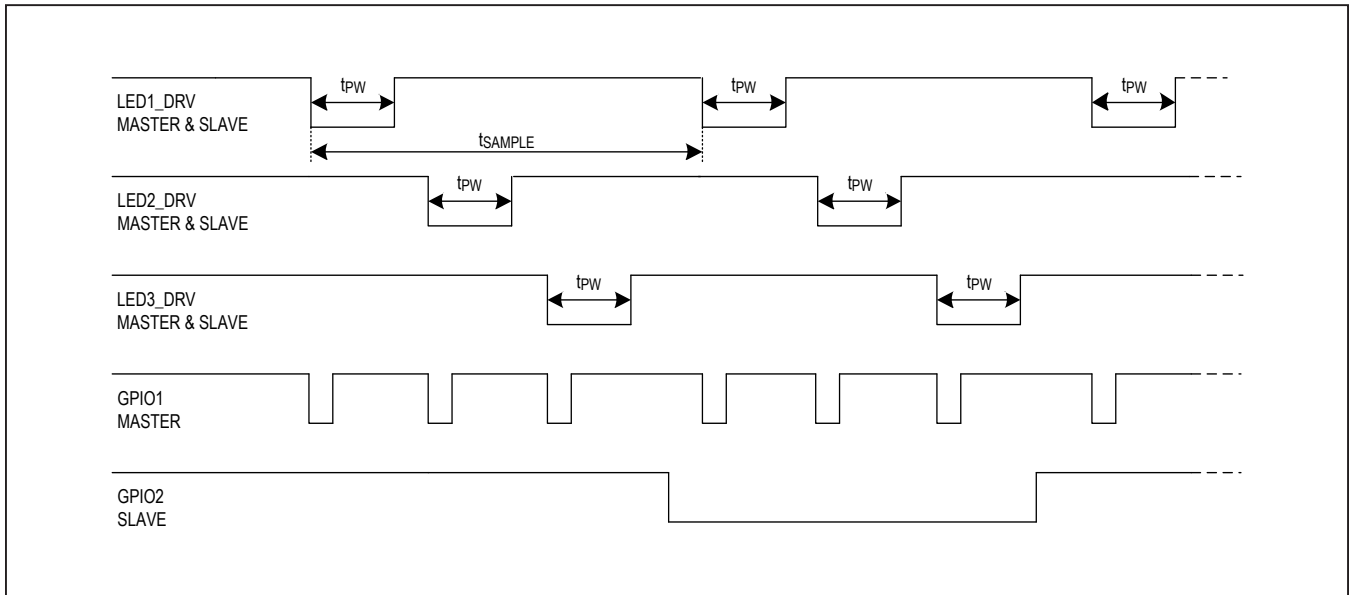 tPW
tPW
tPW
LED1_DRV
MASTER & SLAVE
tSAMPLE
tPW
tPW
LED2_DRV
MASTER & SLAVE
tPW
tPW
LED3_DRV
MASTER & SLAVE
GPIO1
MASTER
GPIO2
SLAVE